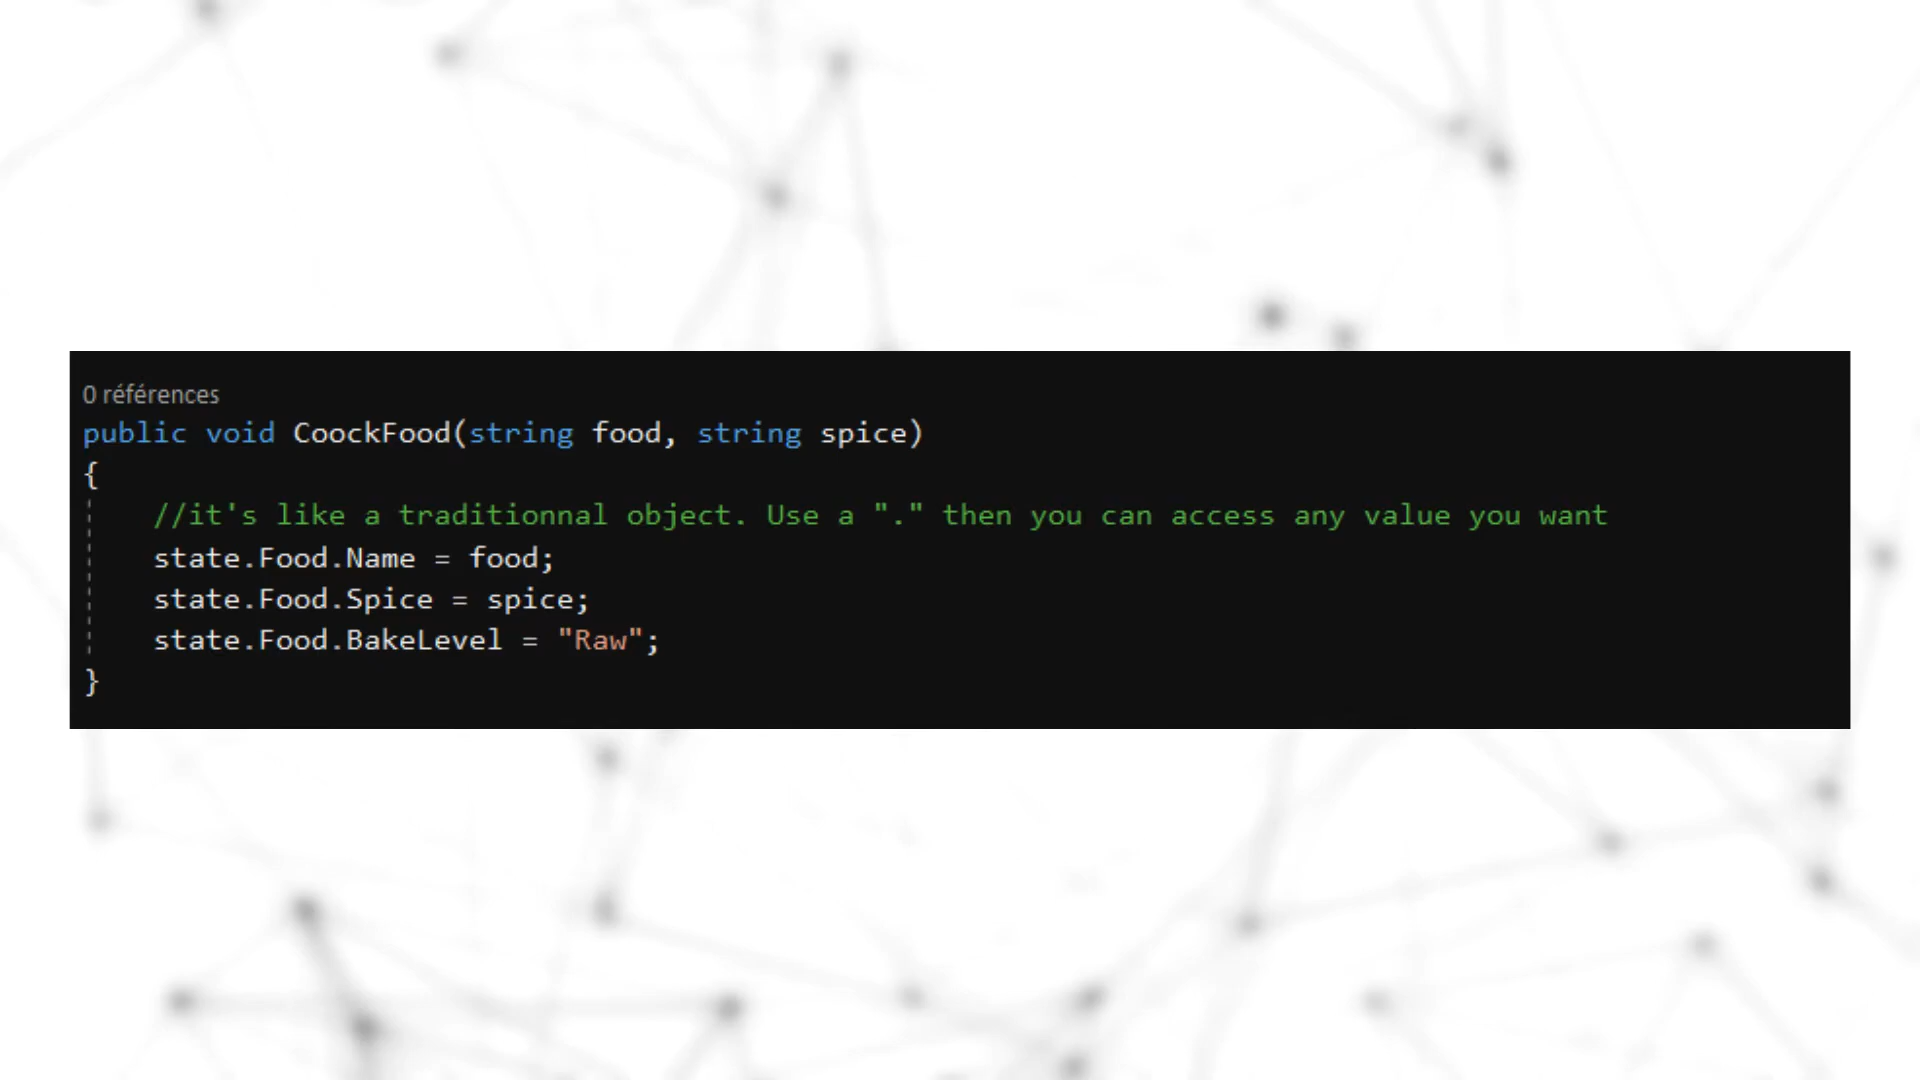 0 références
public void CoockFood(string food, string spice)
{
//it's like a traditionnal object. Use a "." then you can access any value you want
state.Food.Name = food;
state.Food.Spice = spice;
state.Food.BakeLevel = "Raw";
}